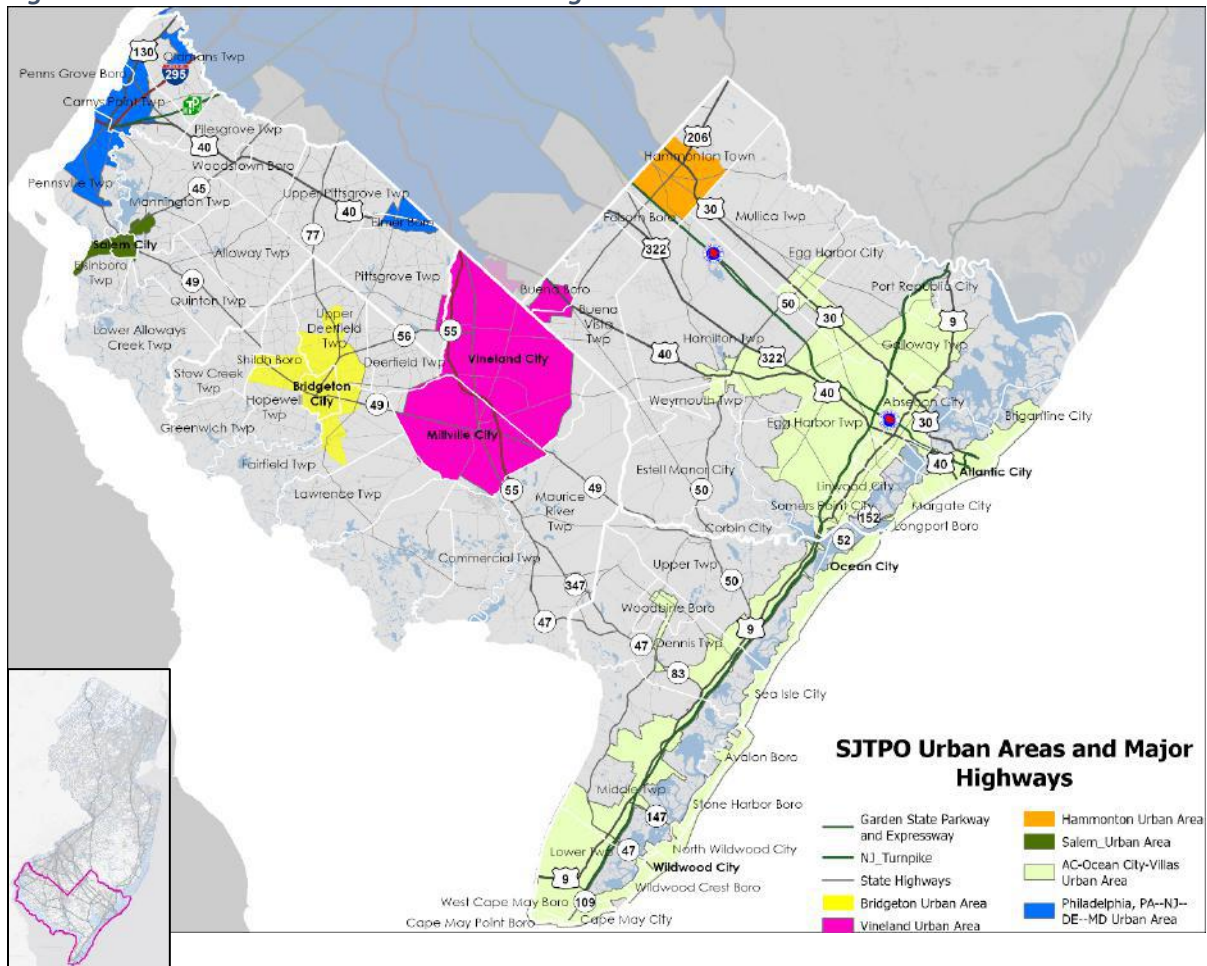 130
Oldmans Twp
Penns Grove Boro
295
Carnys Point Twp
TP
Pilesgrove Twp
40
Woodstown Boro
206
Hammonton Town
Pennsville Twp
45
Mannington Twp
Upper Pittsgrove Twp
40
Elmer Boro
30
Mullica Twp
Folsom Boro
77
322
Salem City
Elsinboro
Twp
Alloway Twp
Egg Harbor City
49
Quinton Twp
Pittsgrove Twp
Buena Boro
Port Republic City
50
Lower Alloways
Creek Twp
Upper
Deerfield
Twp
56
55
Buena
Vista
Twp
30
9
Hamilton Twp
322
Galloway Twp
Shiloh Boro
Deerfield Twp
Vineland City
40
Stow Creek
Twp
Bridgeton
City
Hopewell
Twp
49
Weymouth Twp
40
Absecon City
Brigantine City
Greenwich Twp
Millville City
Egg Harbor Twp
30
Fairfield Twp
Estell Manor City
40
Atlantic City
Lawrence Twp
55
Maurice
River
Twp
49
50
Linwood City
Somers Point City
Margate City
152
Longport Boro
Corbin City
52
Commercial Twp
Upper Twp
Ocean City
347
50
Woodbine Boro
47
9
47
Dennis Twp
83
Sea Isle City
Avalon Boro
Middle Twp
Stone Harbor Boro
147
Lower Twp
47
North Wildwood City
Wildwood City
9
Wildwood Crest Boro
West Cape May Boro
109
Cape May Point Boro
Cape May City
SJTPO Urban Areas and Major
Highways
Garden State Parkway
and Expressway
NJ_Turnpike
State Highways
Bridgeton Urban Area
Vineland Urban Area
Hammonton Urban Area
Salem_Urban Area
AC-Ocean City-Villas
Urban Area
Philadelphia, PA--NJ--
DE--MD Urban Area